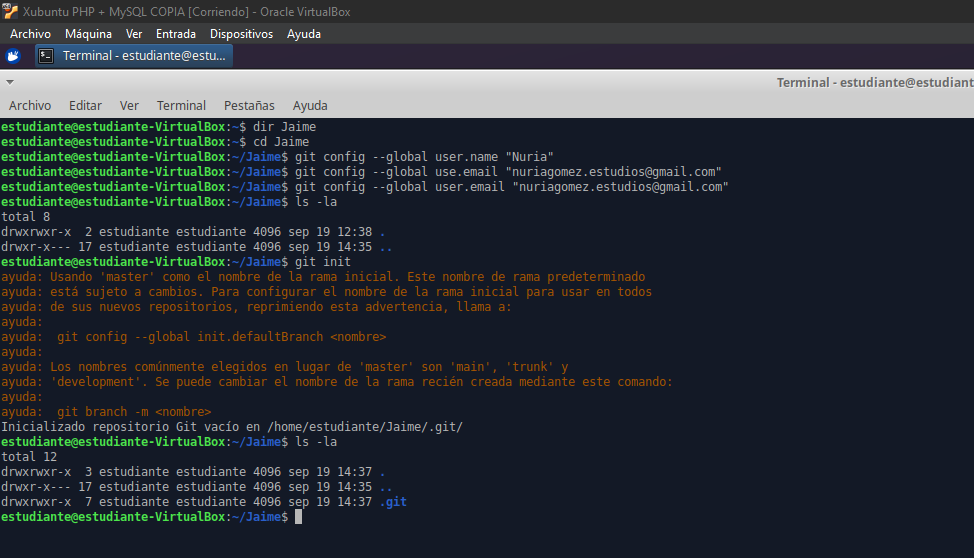 Xubuntu PHP + MySQL COPIA [Corriendo] - Oracle VirtualBox
Archivo Máquina Ver Entrada Dispositivos Ayuda
Terminal - estudiante@estu...
Terminal - estudiante@estudiant
Archivo Editar Ver Terminal Pestañas Ayuda
estudiante@estudiante-VirtualBox:~$ dir Jaime
estudiante@estudiante-VirtualBox:~$ cd Jaime
estudiante@estudiante-VirtualBox:~/Jaime$ git config --global user.name "Nuria"
estudiante@estudiante-VirtualBox:~/Jaime$ git config --global use.email "nuriagomez.estudios@gmail.com"
estudiante@estudiante-VirtualBox:~/Jaime$ git config --global user.email "nuriagomez.estudios@gmail.com"
estudiante@estudiante-VirtualBox:~/Jaime$ ls -la
total 8
drwxrwxr-x  2 estudiante estudiante 4096 sep 19 12:38 .
drwxr-x--- 17 estudiante estudiante 4096 sep 19 14:35 ..
estudiante@estudiante-VirtualBox:~/Jaime$ git init
ayuda: Usando 'master' como el nombre de la rama inicial. Este nombre de rama predeterminado
ayuda: está sujeto a cambios. Para configurar el nombre de la rama inicial para usar en todos
ayuda: de sus nuevos repositorios, reprimiendo esta advertencia, llama a:
ayuda:
ayuda:  git config --global init.defaultBranch <nombre>
ayuda:
ayuda: Los nombres comúnmente elegidos en lugar de 'master' son 'main', 'trunk' y
ayuda: 'development'. Se puede cambiar el nombre de la rama recién creada mediante este comando:
ayuda:
ayuda:  git branch -m <nombre>
Inicializado repositorio Git vacío en /home/estudiante/Jaime/.git/
estudiante@estudiante-VirtualBox:~/Jaime$ ls -la
total 12
drwxrwxr-x  3 estudiante estudiante 4096 sep 19 14:37 .
drwxr-x--- 17 estudiante estudiante 4096 sep 19 14:35 ..
drwxrwxr-x  7 estudiante estudiante 4096 sep 19 14:37 .git
estudiante@estudiante-VirtualBox:~/Jaime$